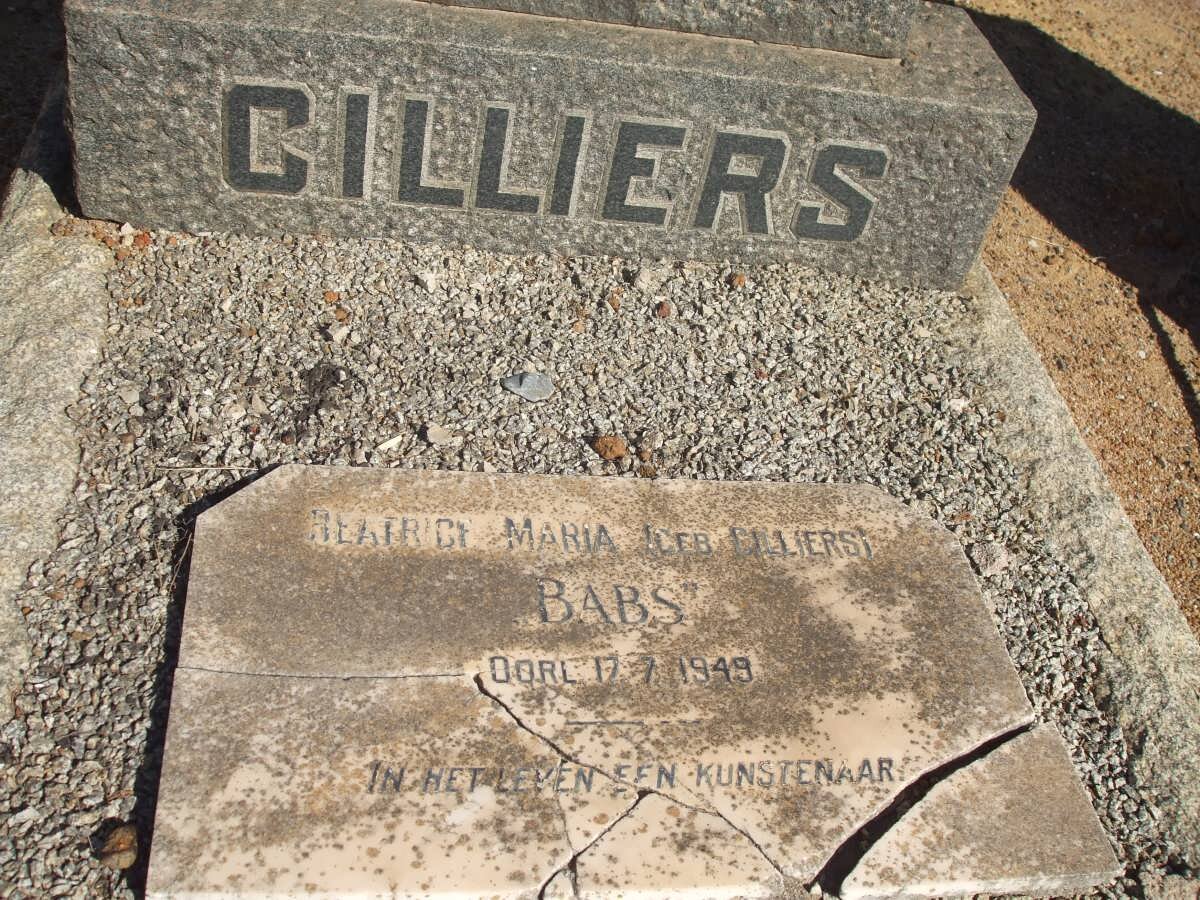 CILLIERS
BEATRICE MARIA (GEB CILLIERS)
"BABS"
OORL 17.7.1949
IN HET LEVEN EEN KUNSTENAAR.